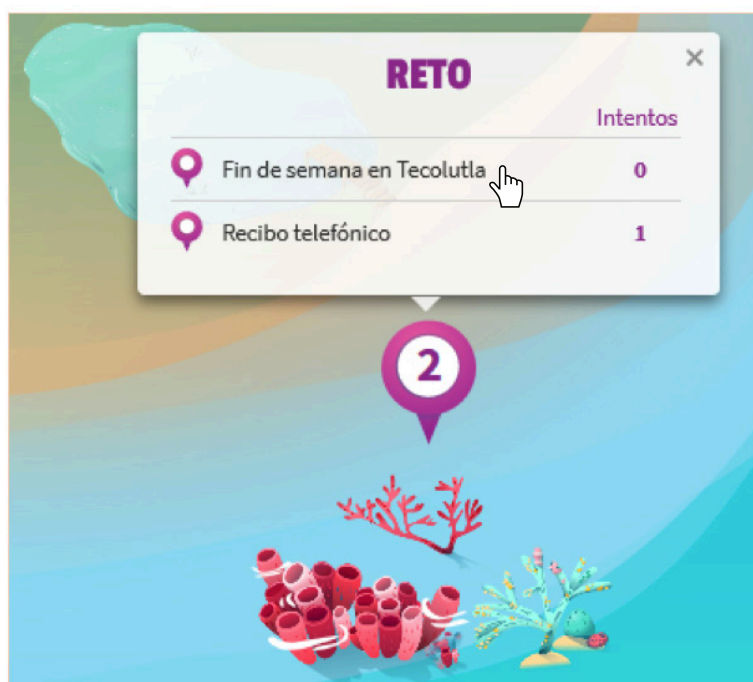 RETO
Intentos
Fin de semana en Tecolutla 0
Recibo telefónico 1
2